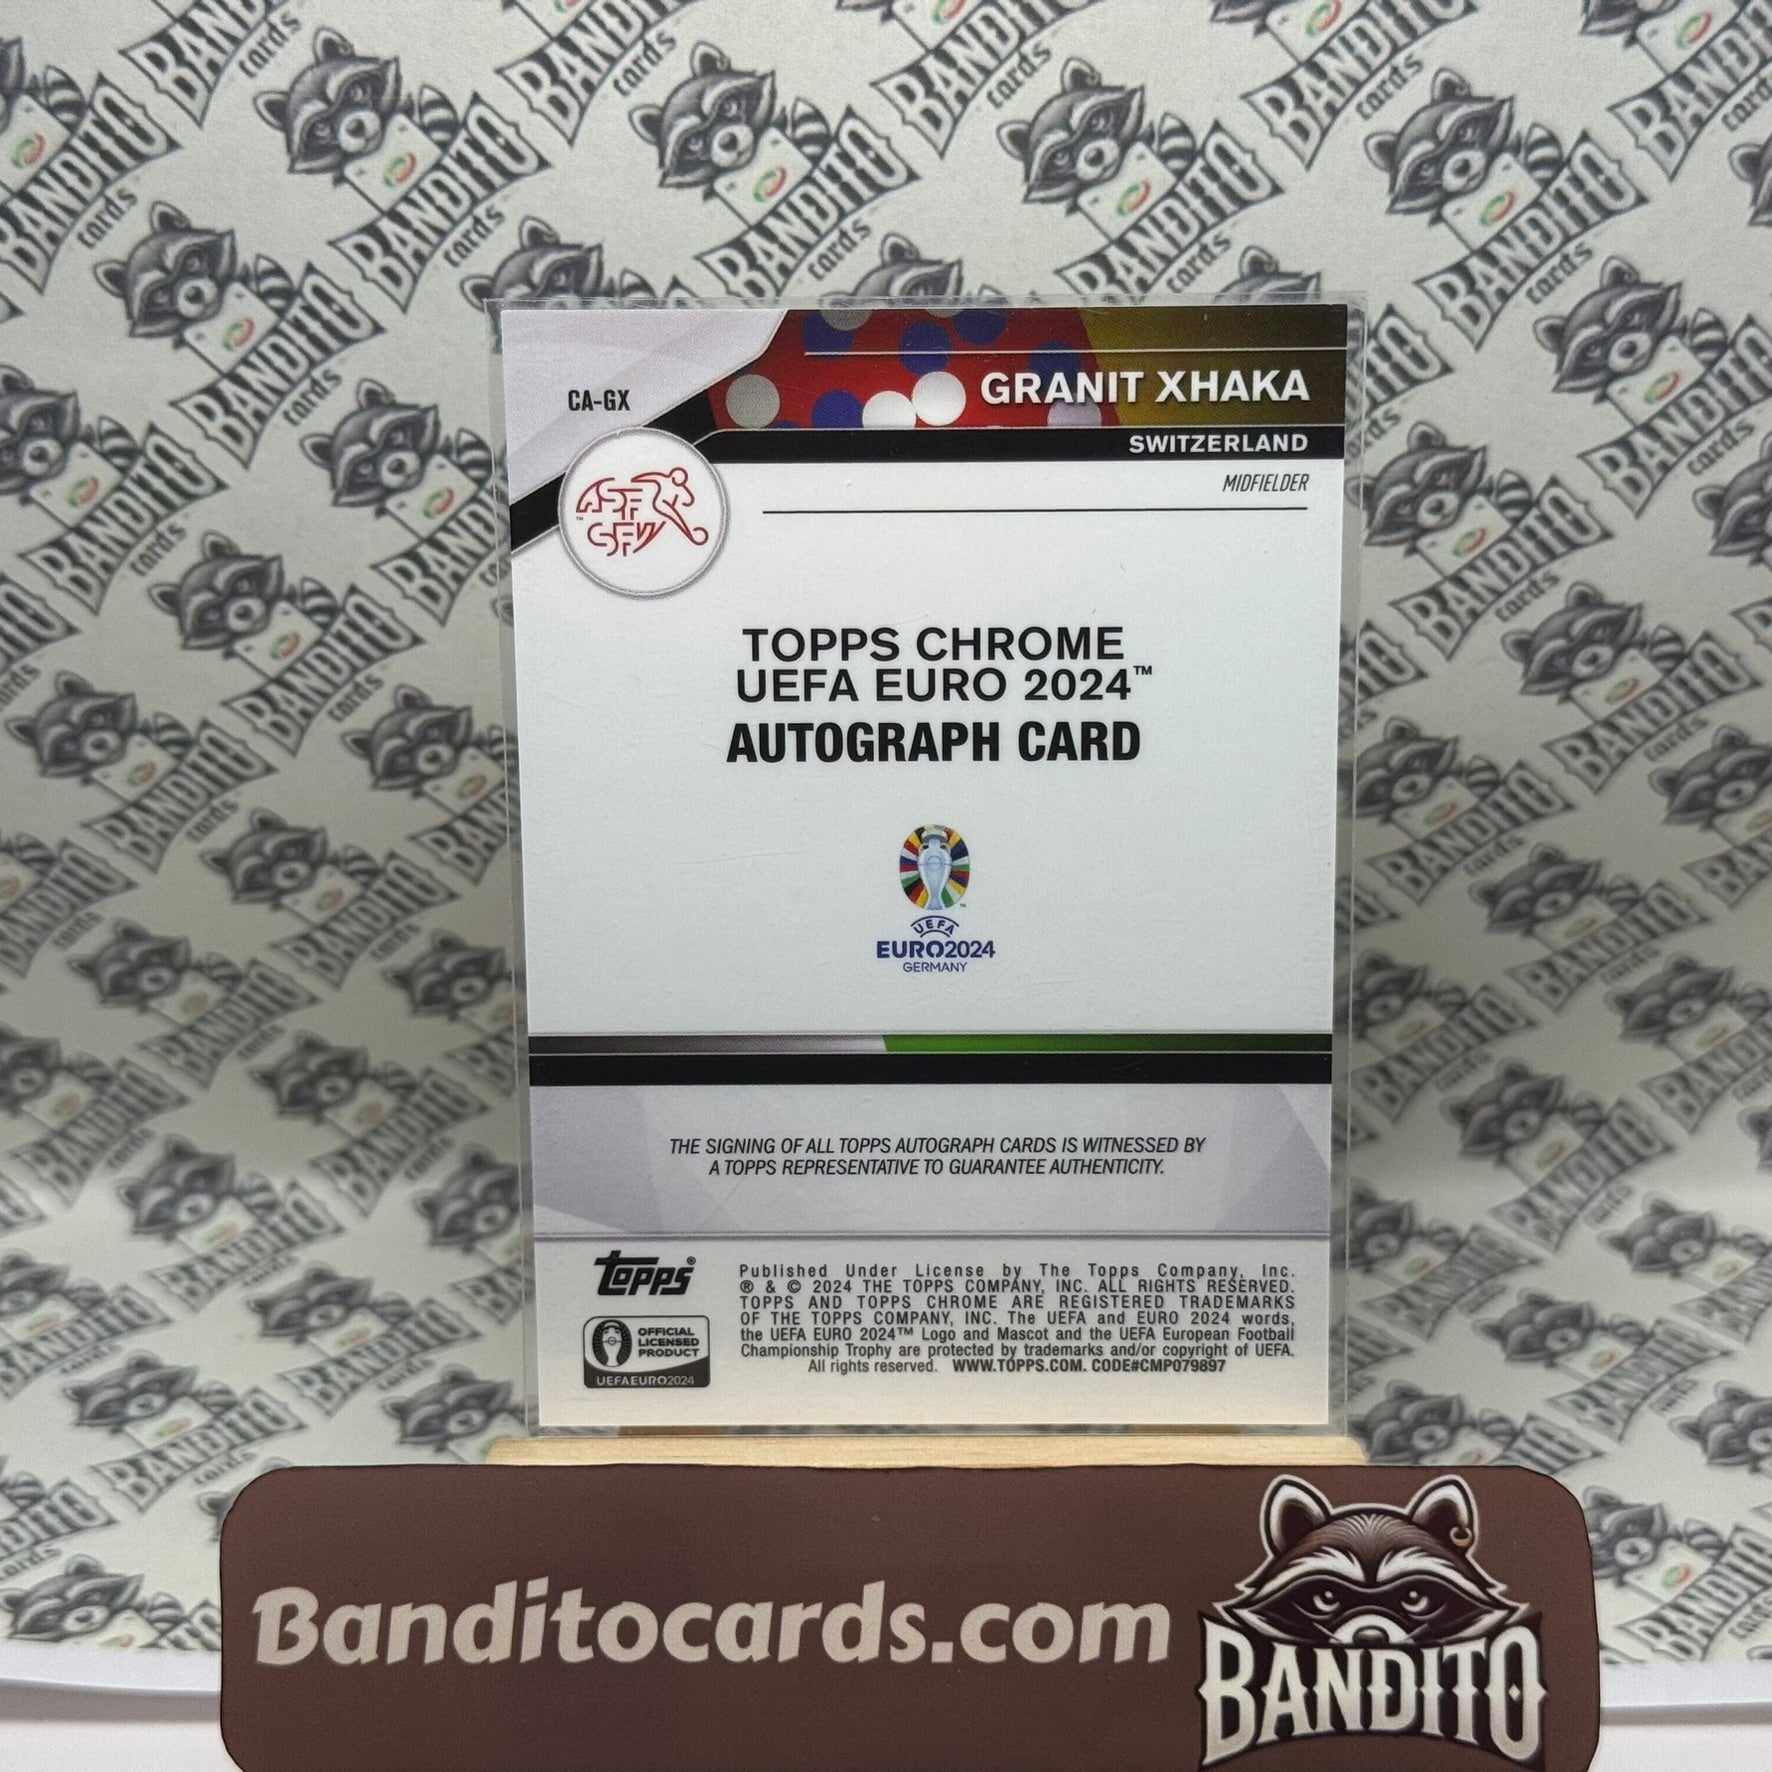 CA-GX
GRANIT XHAKA
SWITZERLAND
MIDFIELDER
ASF
SFV
TOPPS CHROME
UEFA EURO 2024™
AUTOGRAPH CARD
UEFA
EURO2024
GERMANY
THE SIGNING OF ALL TOPPS AUTOGRAPH CARDS IS WITNESSED BY
A TOPPS REPRESENTATIVE TO GUARANTEE AUTHENTICITY.
topps®
OFFICIAL
LICENSED
PRODUCT
UEFAEURO2024
Published Under License by The Topps Company, Inc.
® & © 2024 THE TOPPS COMPANY, INC. ALL RIGHTS RESERVED.
TOPPS AND TOPPS CHROME ARE REGISTERED TRADEMARKS
OF THE TOPPS COMPANY, INC. The UEFA and EURO 2024 words,
the UEFA EURO 2024™ Logo and Mascot and the UEFA European Football
Championship Trophy are protected by trademarks and/or copyright of UEFA.
All rights reserved. WWW.TOPPS.COM. CODE#CMP079897
Banditocards.com
BANDITO
BANDITO
cards